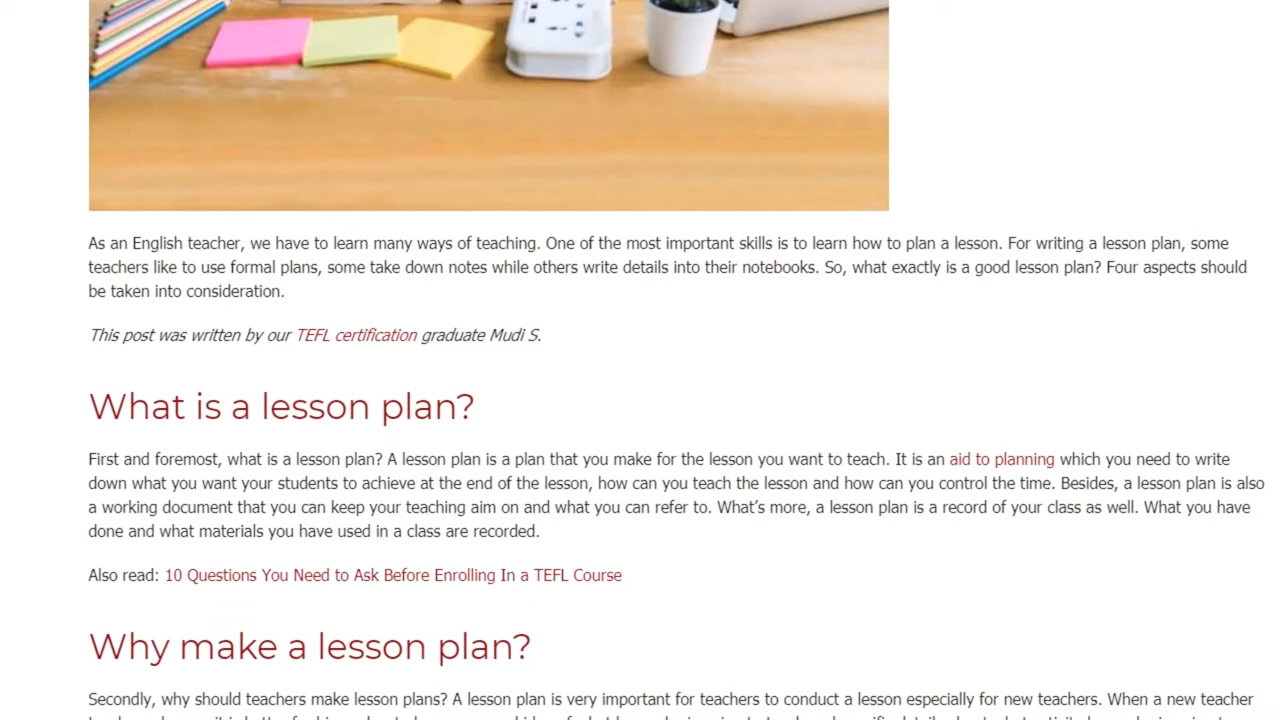 As an English teacher, we have to learn many ways of teaching. One of the most important skills is to learn how to plan a lesson. For writing a lesson plan, some
teachers like to use formal plans, some take down notes while others write details into their notebooks. So, what exactly is a good lesson plan? Four aspects should
be taken into consideration.
This post was written by our TEFL certification graduate Mudi S.
What is a lesson plan?
First and foremost, what is a lesson plan? A lesson plan is a plan that you make for the lesson you want to teach. It is an aid to planning which you need to write
down what you want your students to achieve at the end of the lesson, how can you teach the lesson and how can you control the time. Besides, a lesson plan is also
a working document that you can keep your teaching aim on and what you can refer to. What's more, a lesson plan is a record of your class as well. What you have
done and what materials you have used in a class are recorded.
Also read: 10 Questions You Need to Ask Before Enrolling In a TEFL Course
Why make a lesson plan?
Secondly, why should teachers make lesson plans? A lesson plan is very important for teachers to conduct a lesson especially for new teachers. When a new teacher